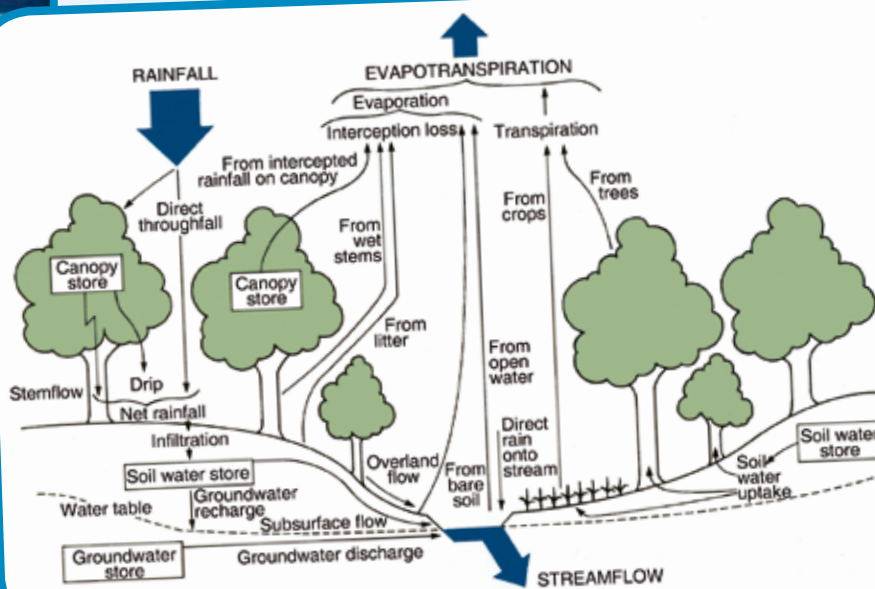 RAINFALL
EVAPOTRANSPIRATION
Evaporation
Interception loss
Transpiration
From intercepted
rainfall on canopy
Direct
throughfall
From
wet
stems
From
crops
From
trees
Canopy
store
Canopy
store
From
litter
From
open
water
Stemflow
Drip
Net rainfall
Infiltration
Soil water store
Overland
flow
From
bare
soil
Direct
rain
onto
stream
Soil
water
uptake
Soil water
store
Water table
Groundwater
recharge
Subsurface flow
Groundwater
store
Groundwater discharge
STREAMFLOW